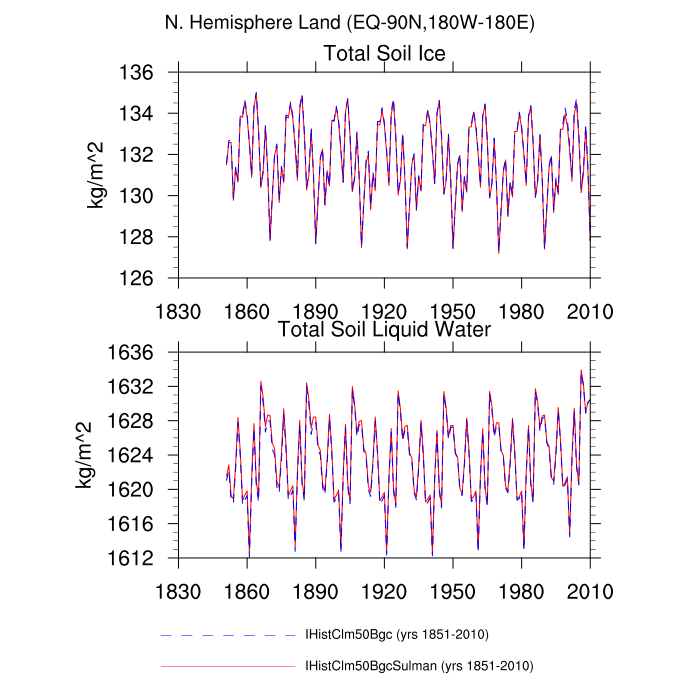 N. Hemisphere Land (EQ-90N,180W-180E)
Total Soil Ice
136
134
132
130
128
126
kg/m^2
1830 1860 1890 1920 1950 1980 2010
Total Soil Liquid Water
1636
1632
1628
1624
1620
1616
1612
kg/m^2
1830 1860 1890 1920 1950 1980 2010
IHistClm50Bgc (yrs 1851-2010)
IHistClm50BgcSulman (yrs 1851-2010)